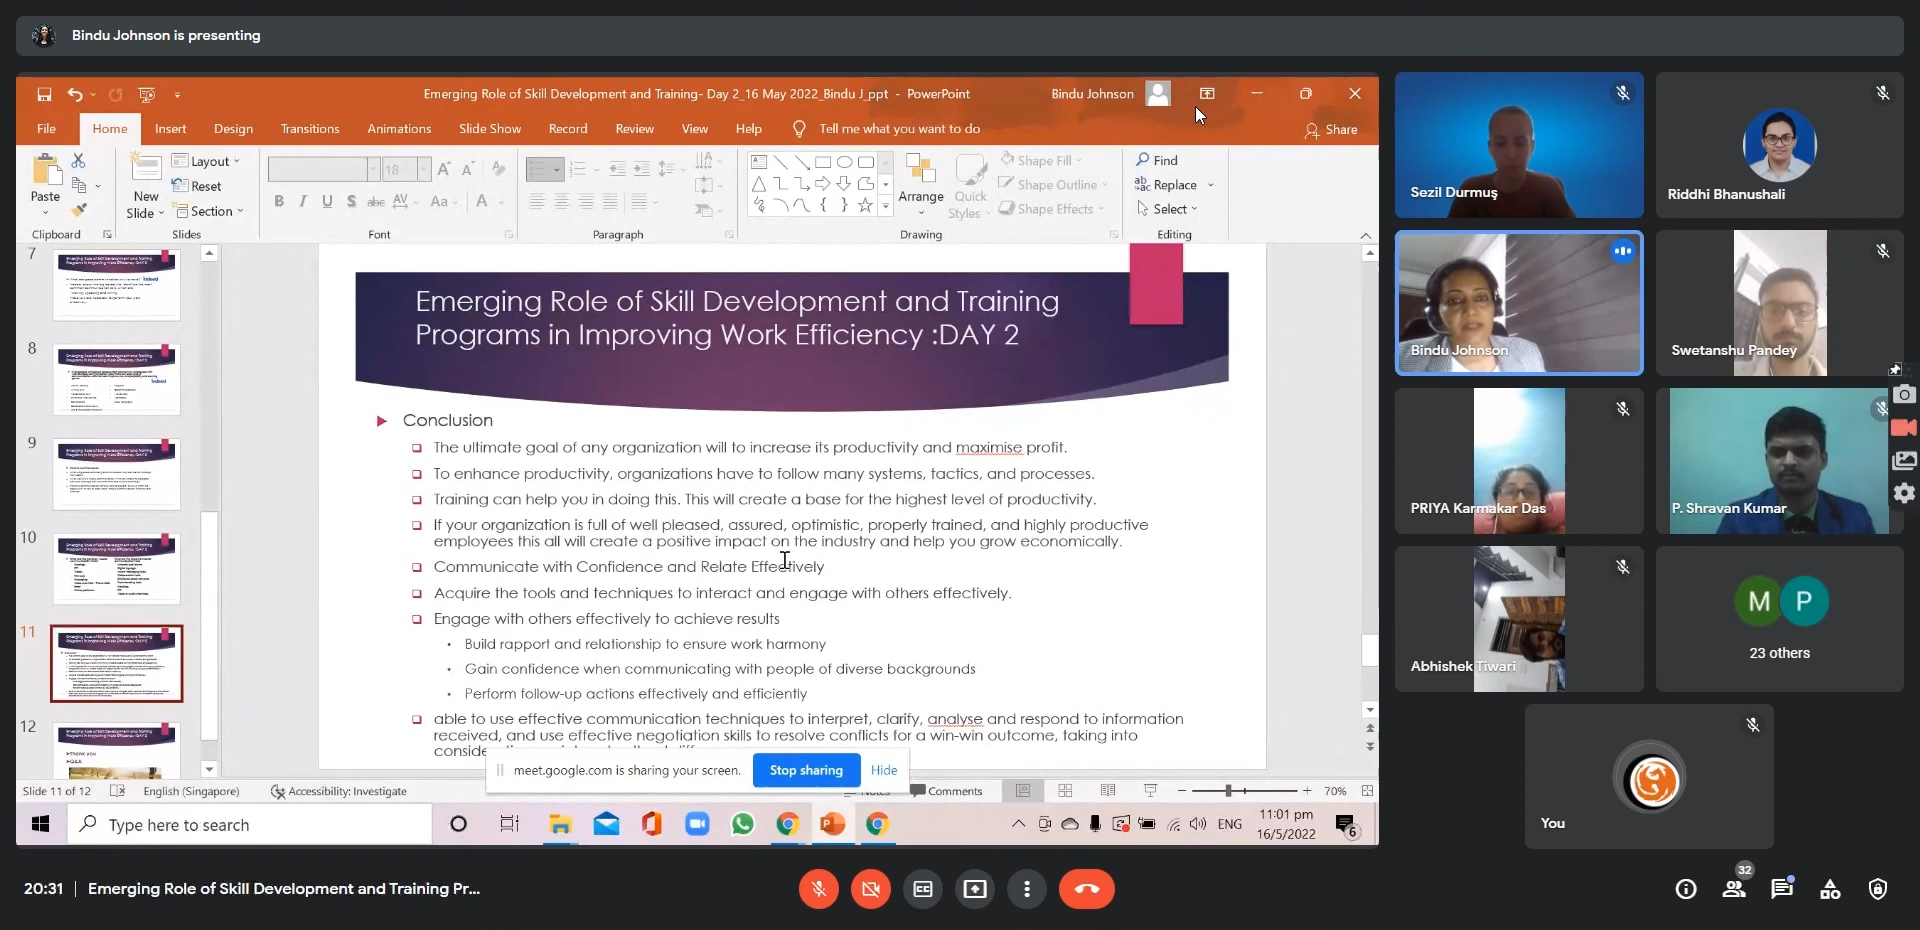 Bindu Johnson is presenting
Emerging Role of Skill Development and Training- Day 2_16 May 2022_Bindu J_ppt - PowerPoint
Bindu Johnson
File Home Insert Design Transitions Animations Slide Show Record Review View Help Tell me what you want to do Share
Paste
Clipboard
New
Slide
Layout
Reset
Section
Slides
18
Font
Paragraph
Arrange
Quick
Styles
Shape Fill
Shape Outline
Shape Effects
Drawing
Find
Replace
Select
Editing
7
8
9
10
11
12
Emerging Role of Skill Development and Training
Programs in Improving Work Efficiency :DAY 2
Conclusion
The ultimate goal of any organization will to increase its productivity and maximise profit.
To enhance productivity, organizations have to follow many systems, tactics, and processes.
Training can help you in doing this. This will create a base for the highest level of productivity.
If your organization is full of well pleased, assured, optimistic, properly trained, and highly productive
employees this all will create a positive impact on the industry and help you grow economically.
Communicate with Confidence and Relate Effectively
Acquire the tools and techniques to interact and engage with others effectively.
Engage with others effectively to achieve results
Build rapport and relationship to ensure work harmony
Gain confidence when communicating with people of diverse backgrounds
Perform follow-up actions effectively and efficiently
able to use effective communication techniques to interpret, clarify, analyse and respond to information
received, and use effective negotiation skills to resolve conflicts for a win-win outcome, taking into
meet.google.com is sharing your screen. Stop sharing Hide
Slide 11 of 12 English (Singapore) Accessibility: Investigate Comments 70%
Type here to search
ENG
11:01 pm
16/5/2022
6
Sezil Durmuş
Riddhi Bhanushali
Bindu Johnson
Swetanshu Pandey
PRIYA Karmakar Das
P. Shravan Kumar
Abhishek Tiwari
M P
23 others
You
20:31 | Emerging Role of Skill Development and Training Pr...
32